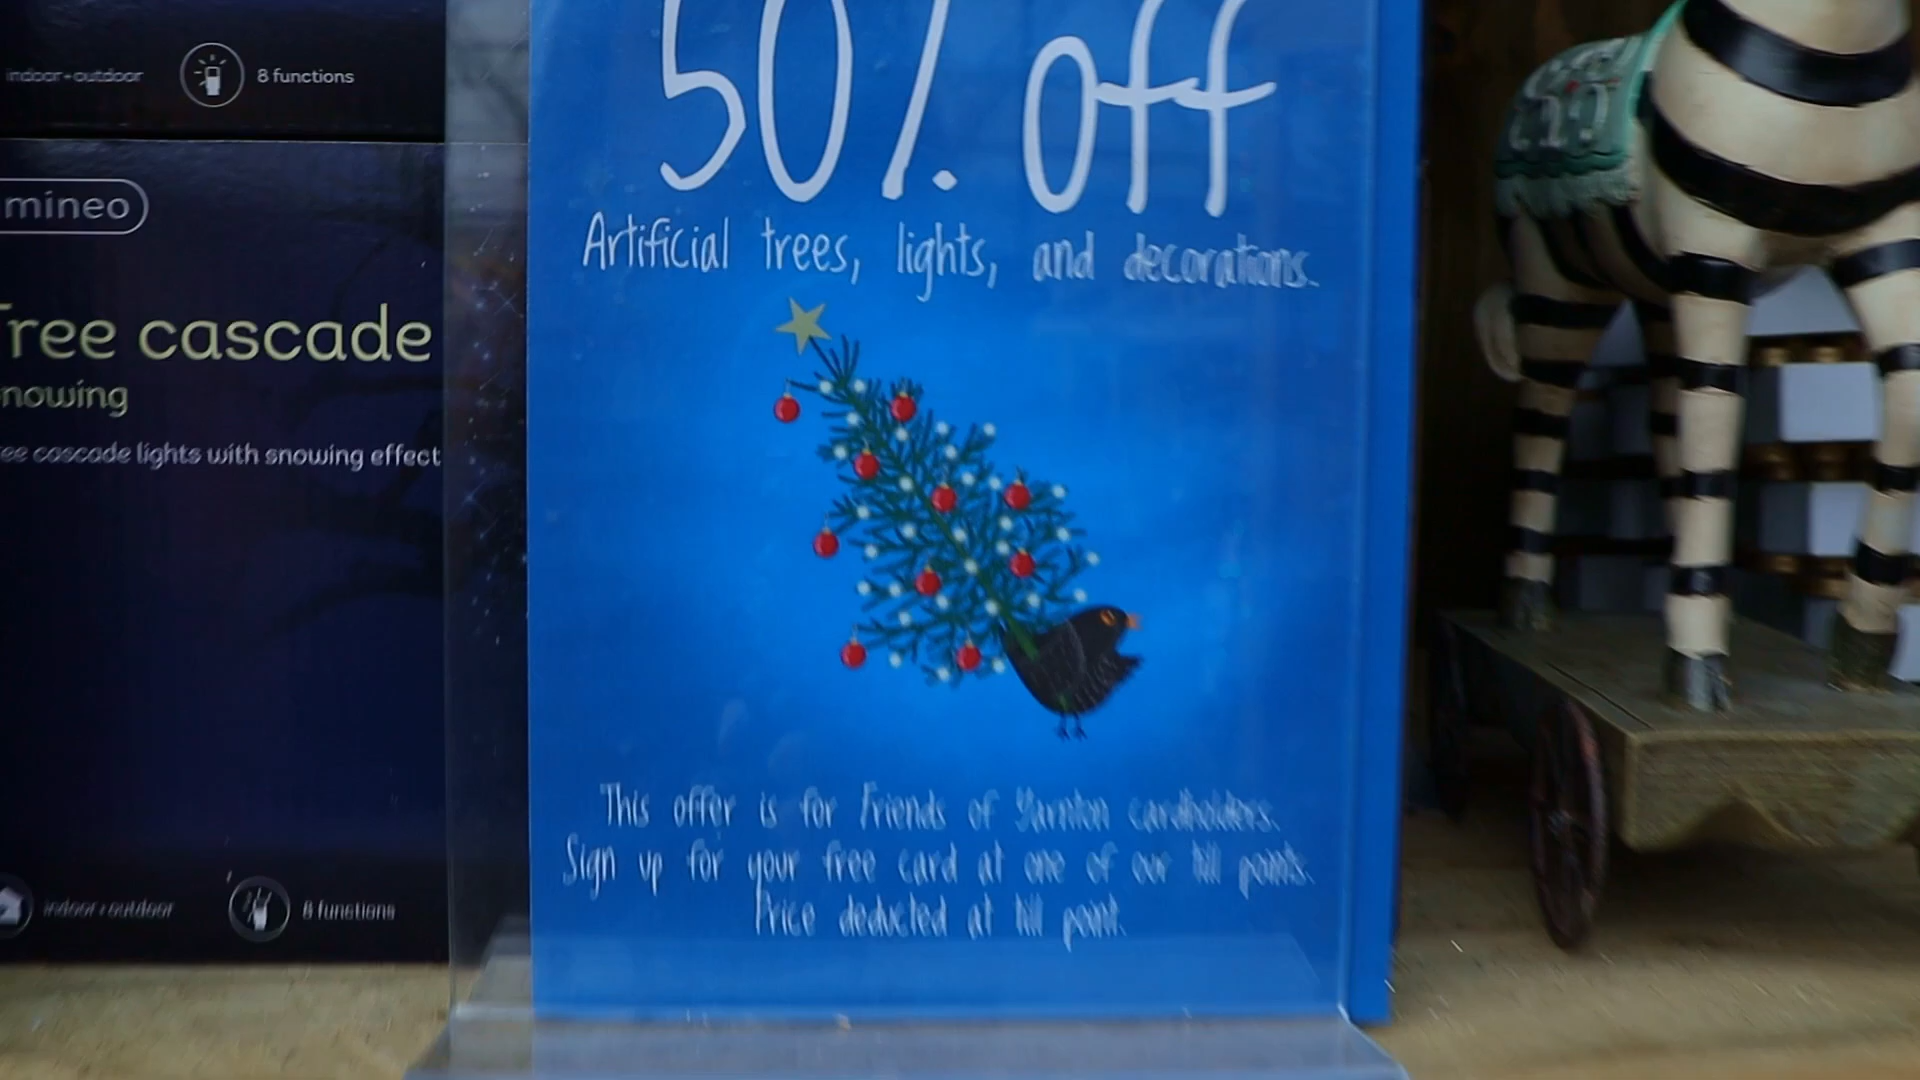 indoor+outdoor
8 functions
mineo
Tree cascade
snowing
ee cascade lights with snowing effect
indoor+outdoor
8 functions
50% off
Artificial trees, lights, and decorations.
This offer is for Friends of Yarnton cardholders.
Sign up for your free card at one of our till points.
Price deducted at till point.